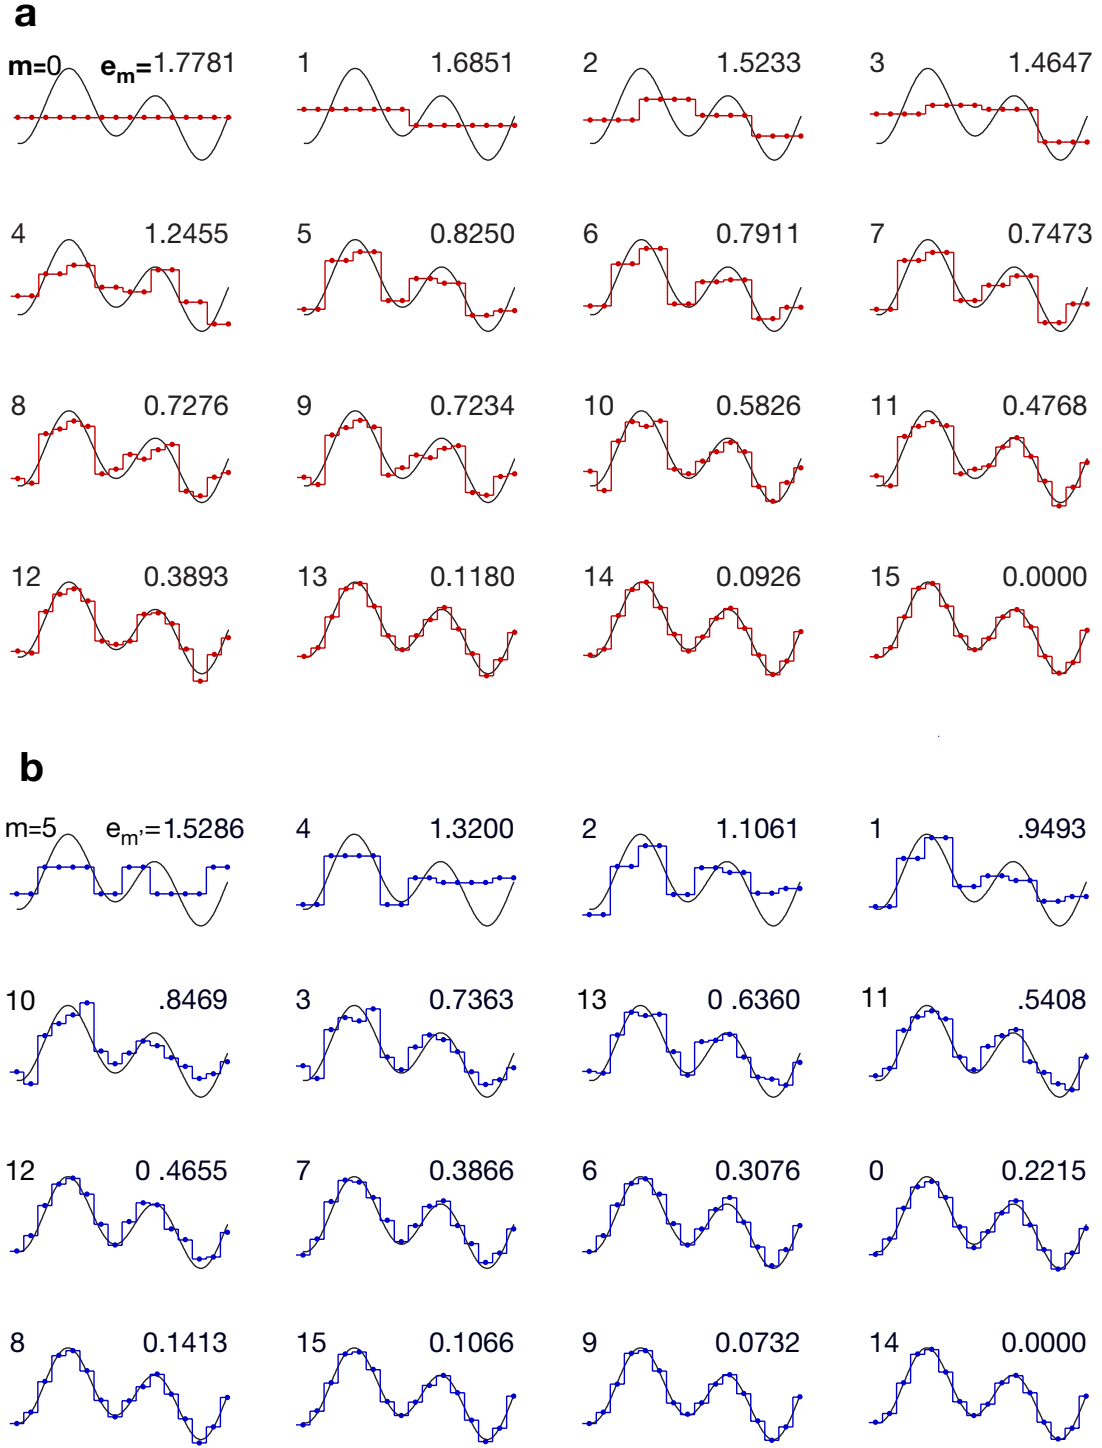 a
m=0 em=1.7781 1 1.6851 2 1.5233 3 1.4647
4 1.2455 5 0.8250 6 0.7911 7 0.7473
8 0.7276 9 0.7234 10 0.5826 11 0.4768
12 0.3893 13 0.1180 14 0.0926 15 0.0000
b
m=5 em'=1.5286 4 1.3200 2 1.1061 1 .9493
10 .8469 3 0.7363 13 0 .6360 11 .5408
12 0 .4655 7 0.3866 6 0.3076 0 0.2215
8 0.1413 15 0.1066 9 0.0732 14 0.0000